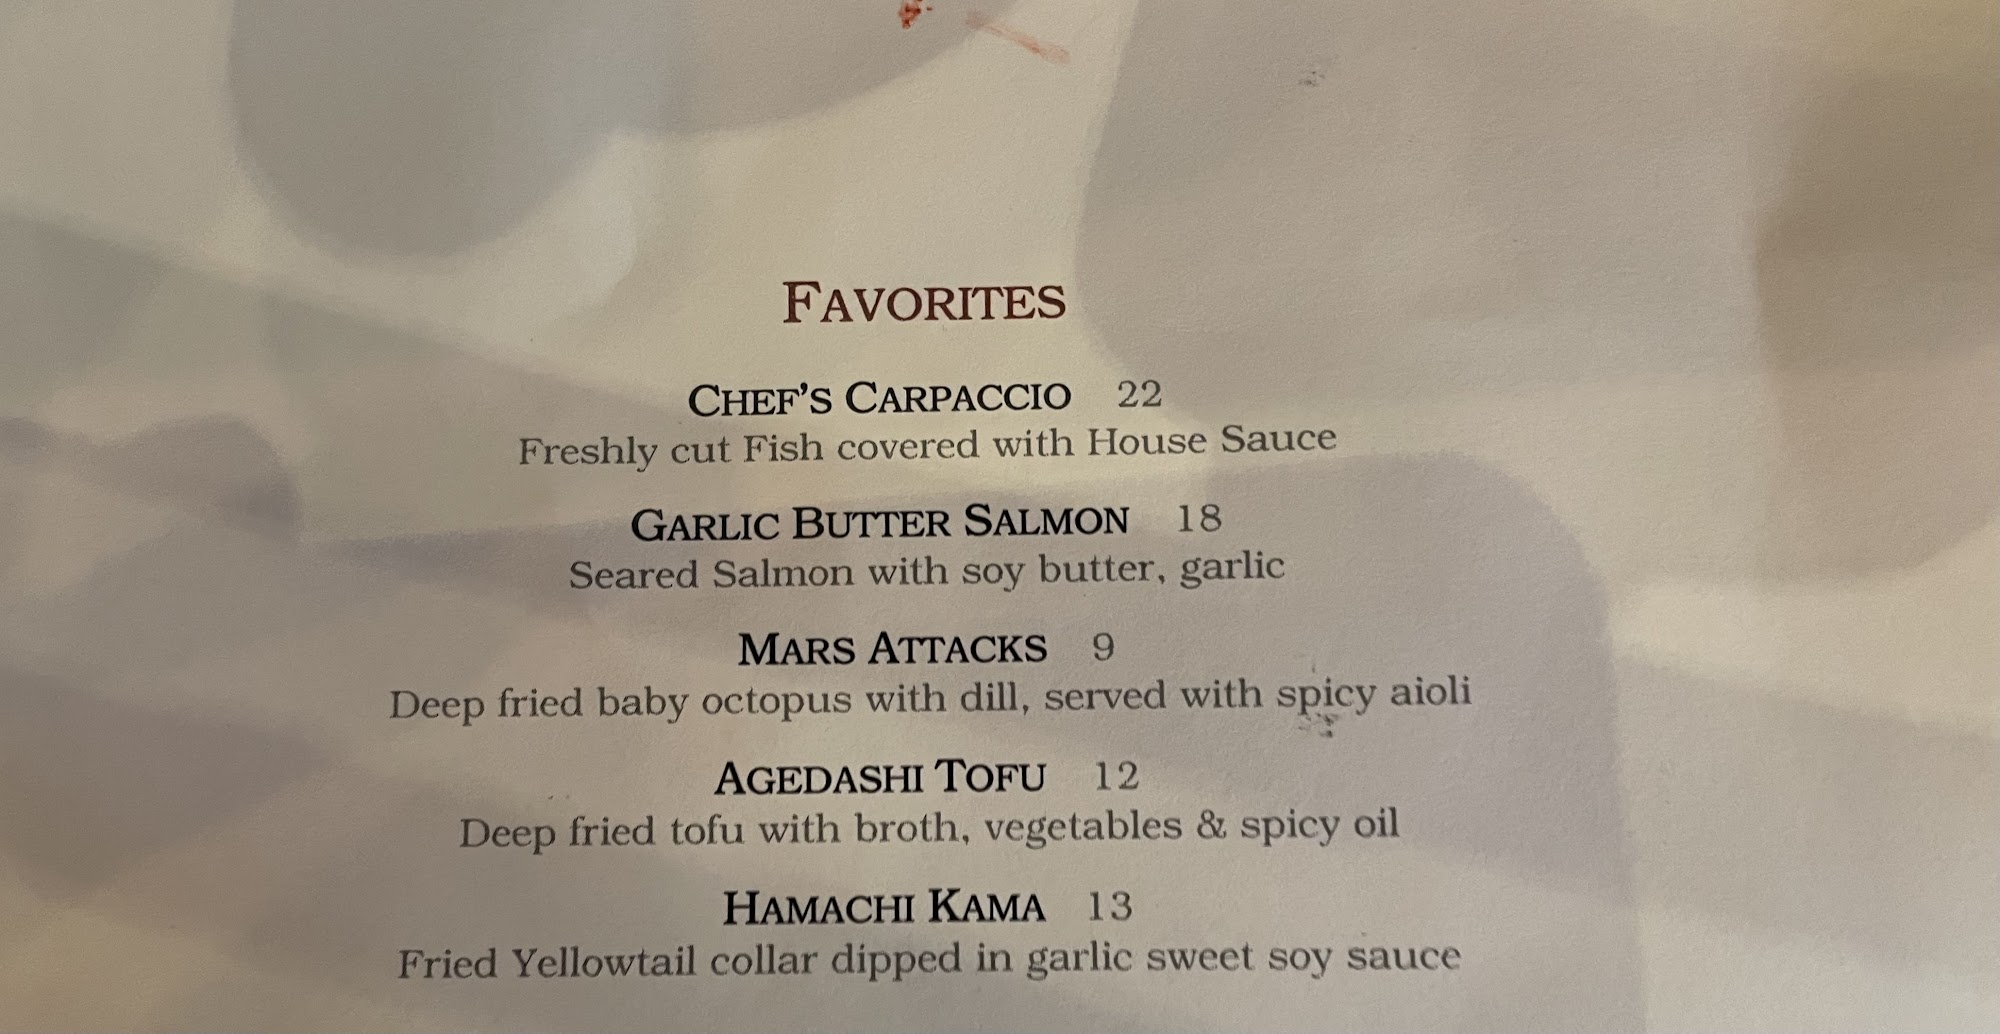 FAVORITES
CHEF'S CARPACCIO 22
Freshly cut Fish covered with House Sauce
GARLIC BUTTER SALMON 18
Seared Salmon with soy butter, garlic
MARS ATTACKS 9
Deep fried baby octopus with dill, served with spicy aioli
AGEDASHI TOFU 12
Deep fried tofu with broth, vegetables & spicy oil
HAMACHI KAMA 13
Fried Yellowtail collar dipped in garlic sweet soy sauce